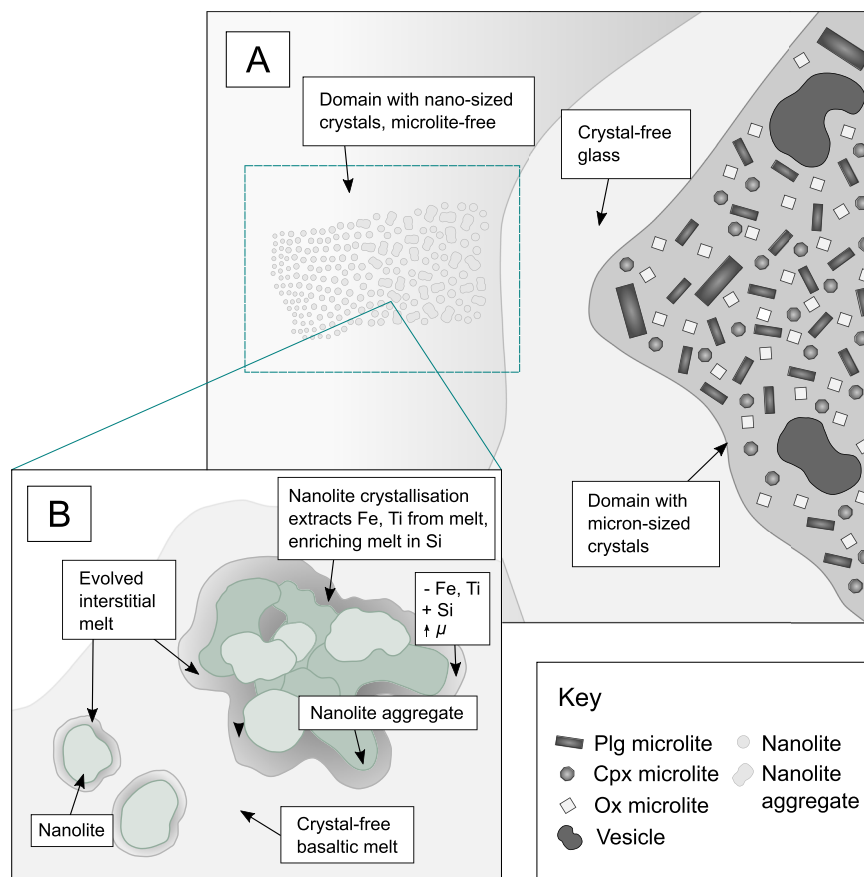 A
Domain with nano-sized
crystals, microlite-free
Crystal-free
glass
Domain with
micron-sized
crystals
B
Nanolite crystallisation
extracts Fe, Ti from melt,
enriching melt in Si
Evolved
interstitial
melt
- Fe, Ti
+ Si
↑ μ
Nanolite aggregate
Nanolite
Crystal-free
basaltic melt
Key
Plg microlite
Cpx microlite
Ox microlite
Vesicle
Nanolite
Nanolite
aggregate